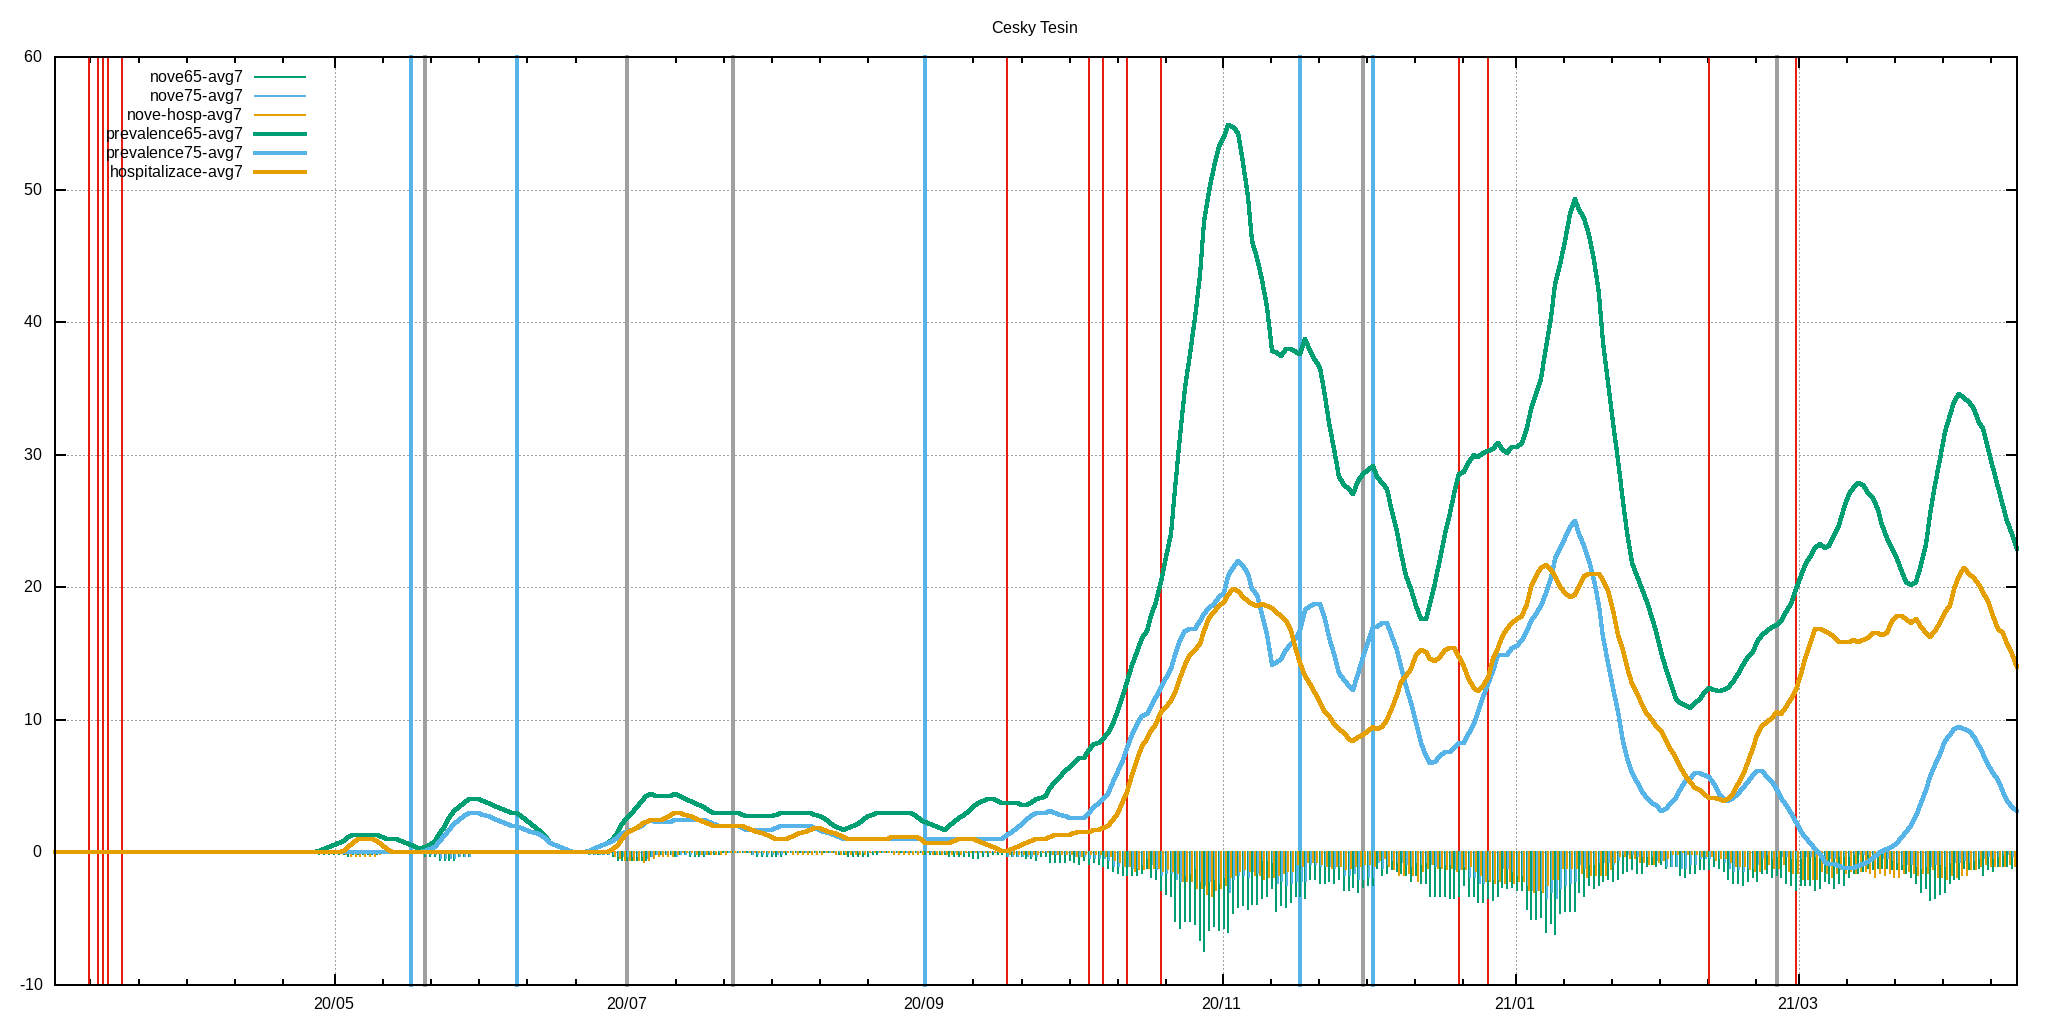 Cesky Tesin
60
nove65-avg7
nove75-avg7
nove-hosp-avg7
prevalence65-avg7
prevalence75-avg7
hospitalizace-avg7
50
40
30
20
10
0
-10
20/05 20/07 20/09 20/11 21/01 21/03